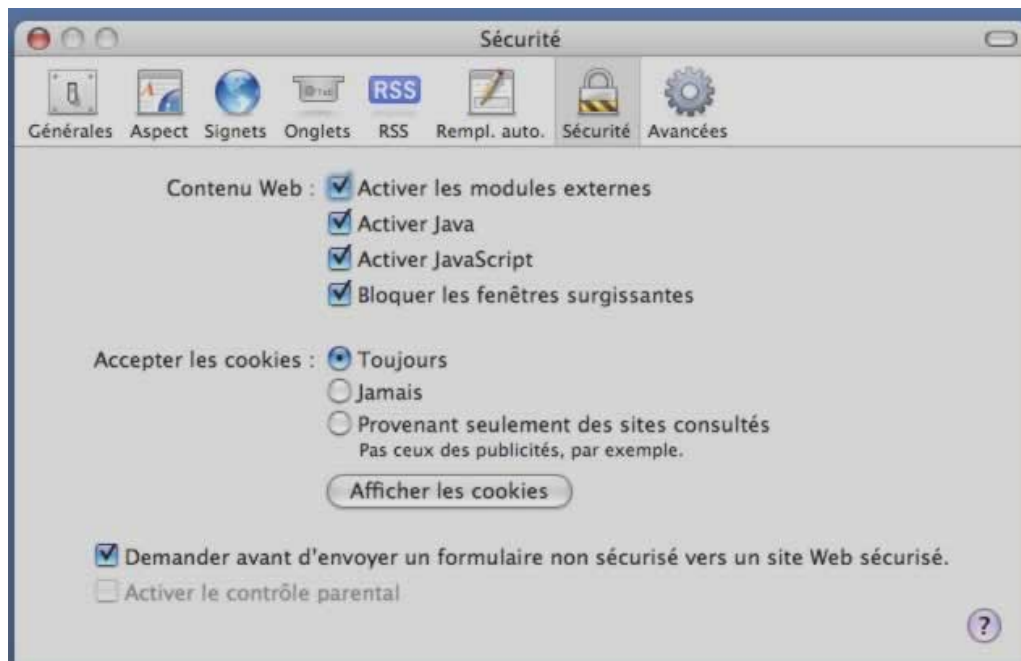 Sécurité
RSS
Générales Aspect Signets Onglets RSS Rempl. auto. Sécurité Avancées
Contenu Web : Activer les modules externes
Activer Java
Activer JavaScript
Bloquer les fenêtres surgissantes
Accepter les cookies : Toujours
Jamais
Provenant seulement des sites consultés
Pas ceux des publicités, par exemple.
Afficher les cookies
Demander avant d'envoyer un formulaire non sécurisé vers un site Web sécurisé.
Activer le contrôle parental
?